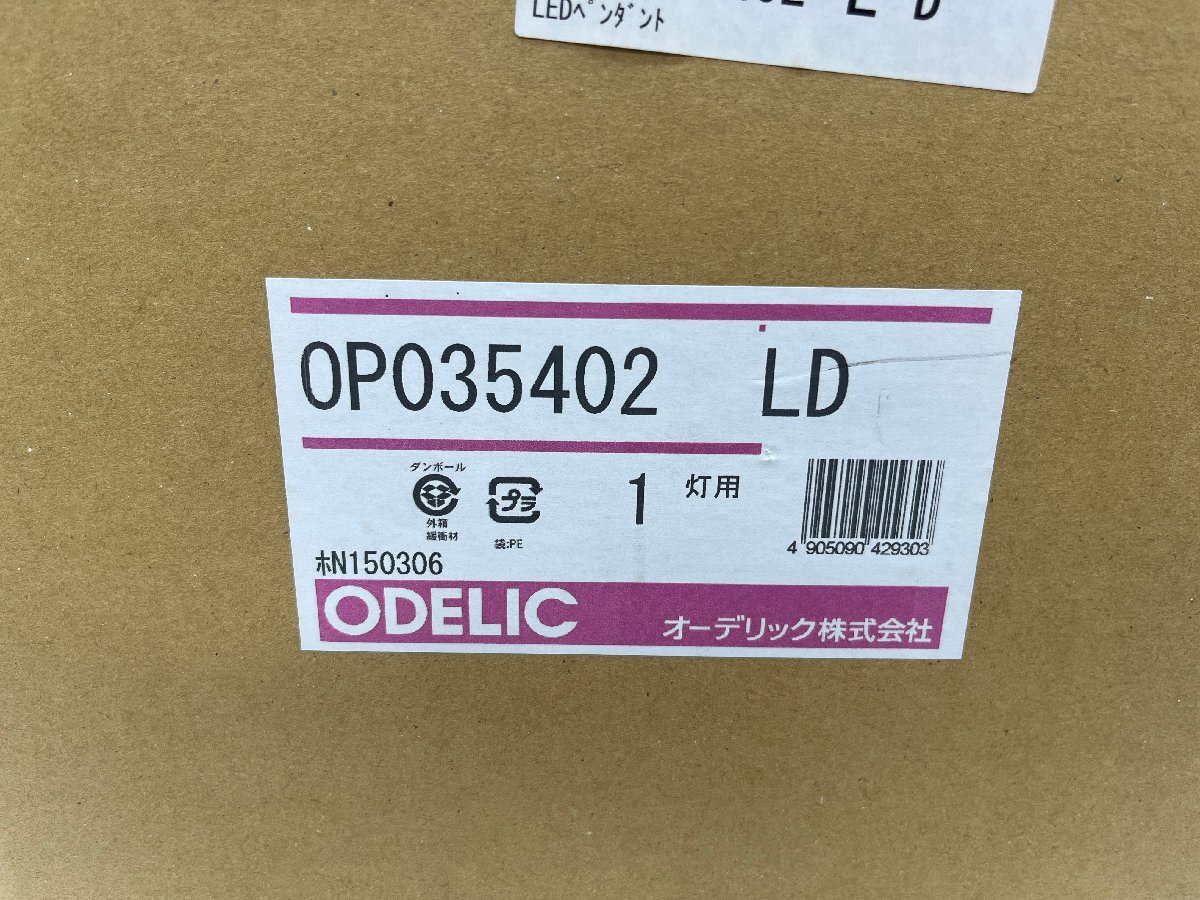 LEDペンダント
OP035402 LD
ダンボール
外箱
緩衝材
プラ
袋:PE
1 灯用
4 905090 429303
ホN150306
ODELIC
オーデリック株式会社